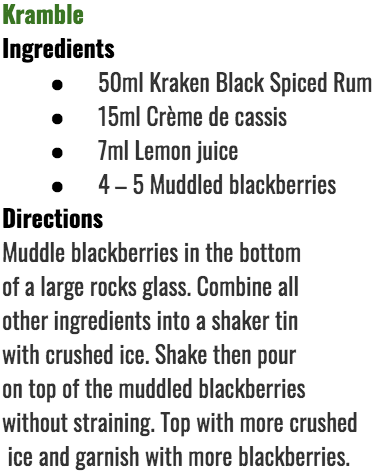 Kramble
Ingredients
● 50ml Kraken Black Spiced Rum
● 15ml Crème de cassis
● 7ml Lemon juice
● 4 – 5 Muddled blackberries
Directions
Muddle blackberries in the bottom
of a large rocks glass. Combine all
other ingredients into a shaker tin
with crushed ice. Shake then pour
on top of the muddled blackberries
without straining. Top with more crushed
ice and garnish with more blackberries.